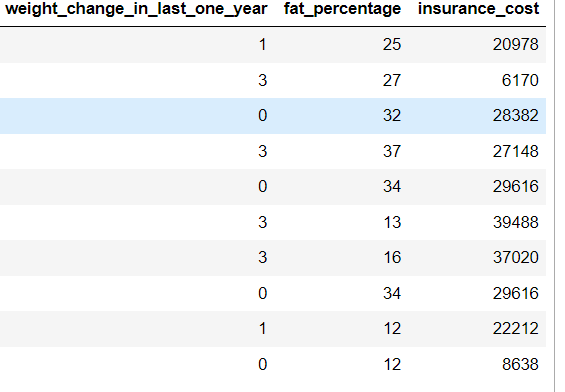 weight_change_in_last_one_year fat_percentage insurance_cost
1 25 20978
3 27 6170
0 32 28382
3 37 27148
0 34 29616
3 13 39488
3 16 37020
0 34 29616
1 12 22212
0 12 8638